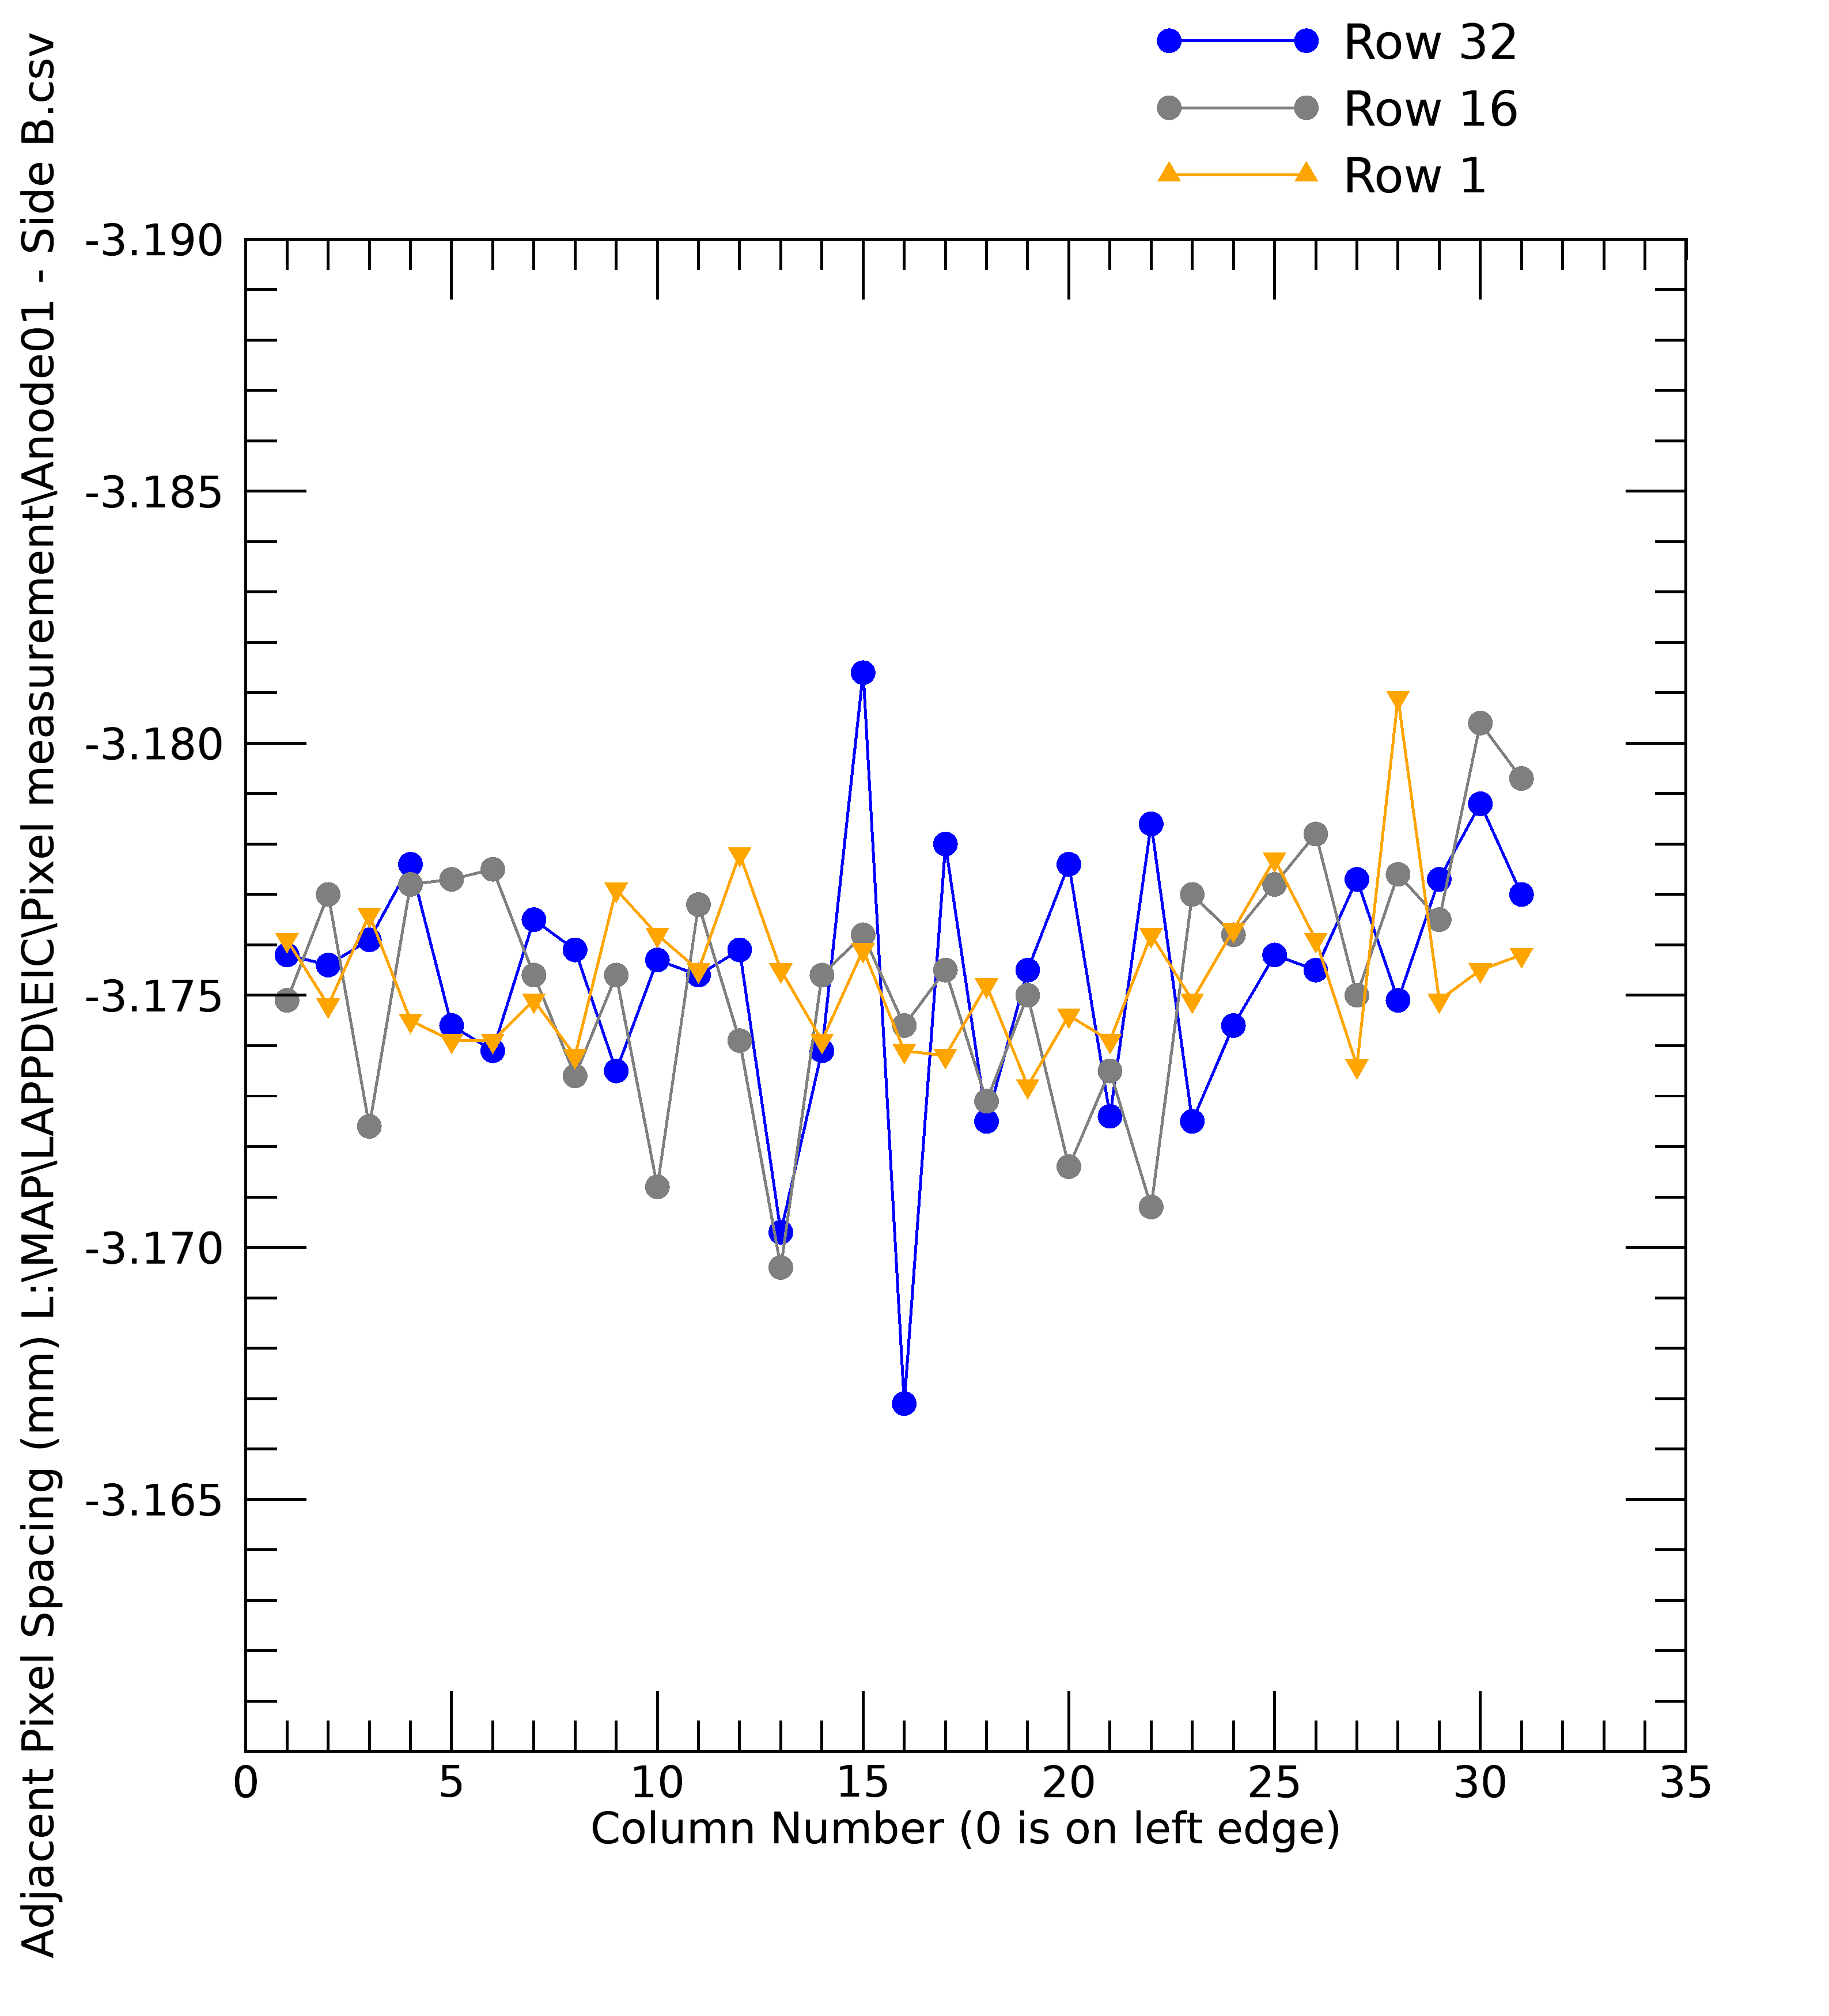 Row 32
Row 16
Row 1
Adjacent Pixel Spacing (mm) L:\MAP\LAPPD\EIC\Pixel measurement\Anode01 - Side B.csv
-3.190
-3.185
-3.180
-3.175
-3.170
-3.165
0 5 10 15 20 25 30 35
Column Number (0 is on left edge)